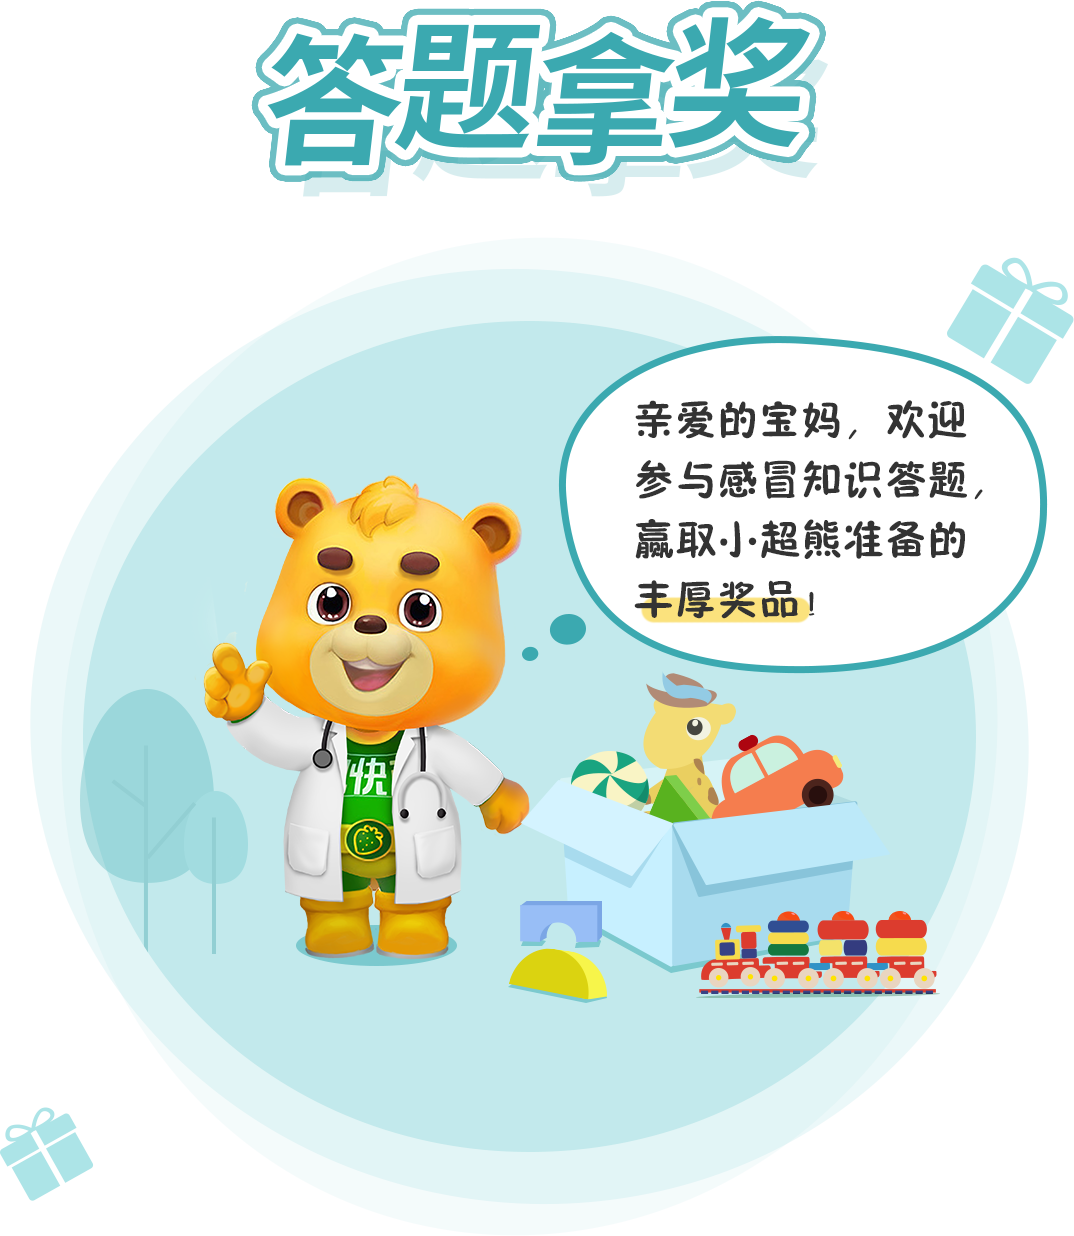 答题拿奖
亲爱的宝妈，欢迎
参与感冒知识答题，
赢取小超熊准备的
丰厚奖品！
快